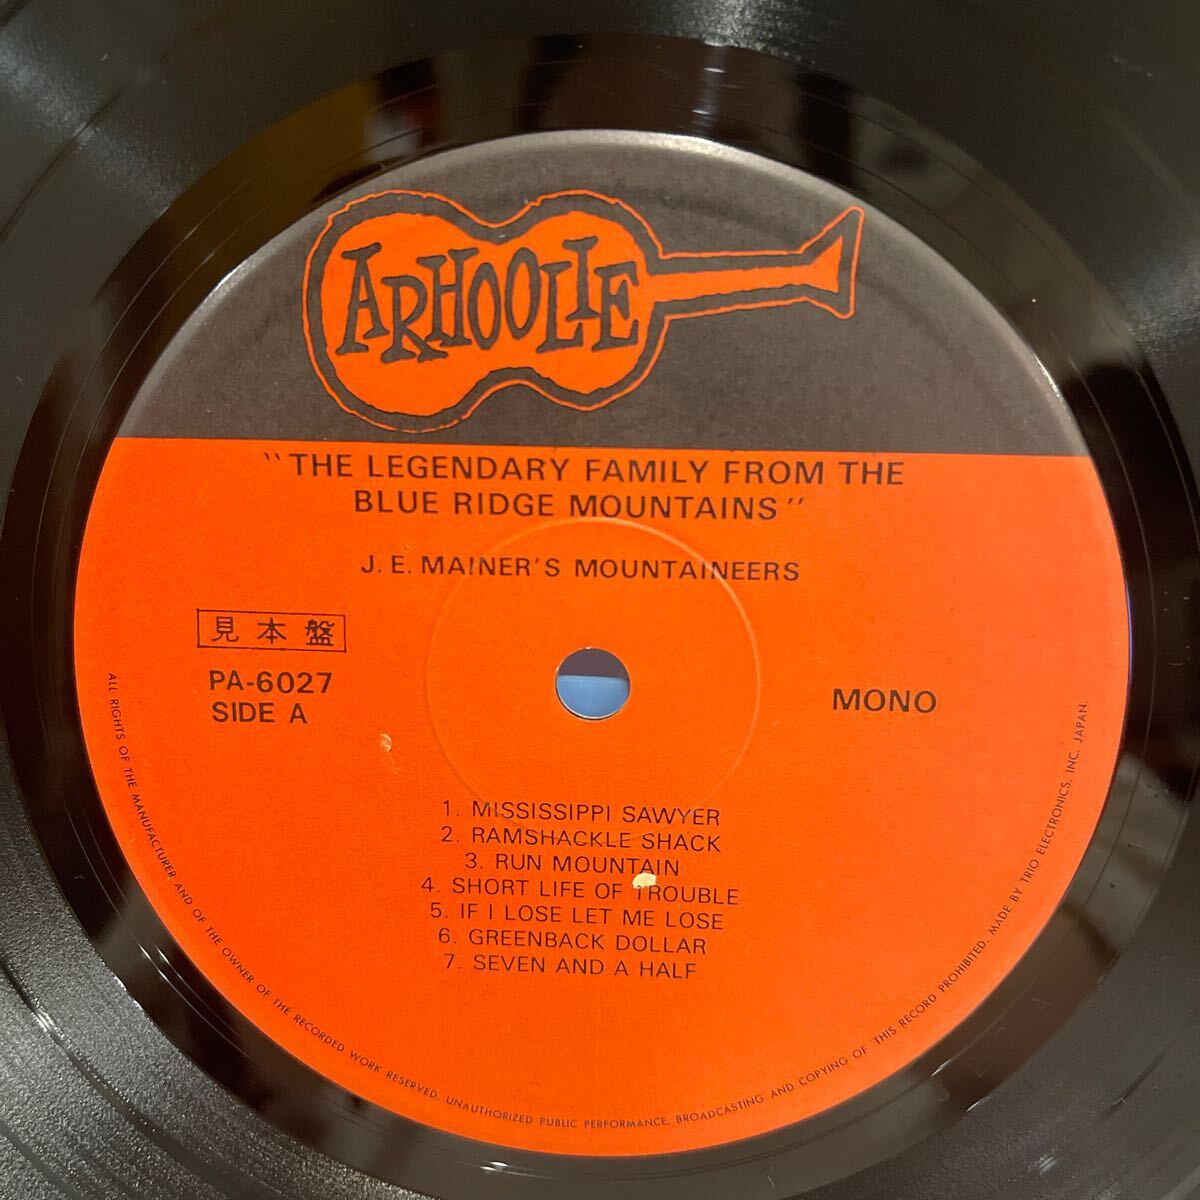 ARHOOLIE
"THE LEGENDARY FAMILY FROM THE
BLUE RIDGE MOUNTAINS"
J. E. MAINER'S MOUNTAINEERS
見本盤
PA-6027
SIDE A
MONO
1. MISSISSIPPI SAWYER
2. RAMSHACKLE SHACK
3. RUN MOUNTAIN
4. SHORT LIFE OF TROUBLE
5. IF I LOSE LET ME LOSE
6. GREENBACK DOLLAR
7. SEVEN AND A HALF
ALL RIGHTS OF THE MANUFACTURER AND OF THE OWNER OF THE RECORDED WORK RESERVED. UNAUTHORIZED PUBLIC PERFORMANCE, BROADCASTING AND COPYING OF THIS RECORD PROHIBITED. MADE BY TRIO ELECTRONICS, INC. JAPAN.